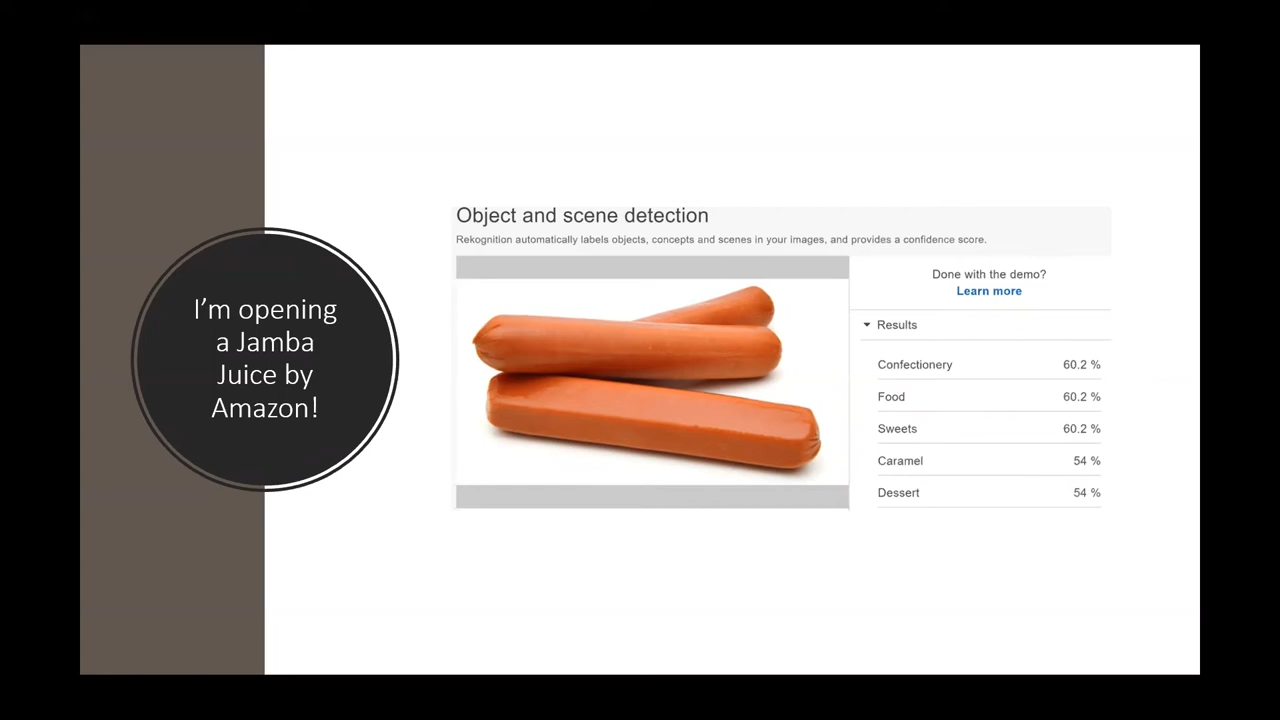 I’m opening
a Jamba
Juice by
Amazon!
Object and scene detection
Rekognition automatically labels objects, concepts and scenes in your images, and provides a confidence score.
Done with the demo?
Learn more
Results
Confectionery 60.2 %
Food 60.2 %
Sweets 60.2 %
Caramel 54 %
Dessert 54 %